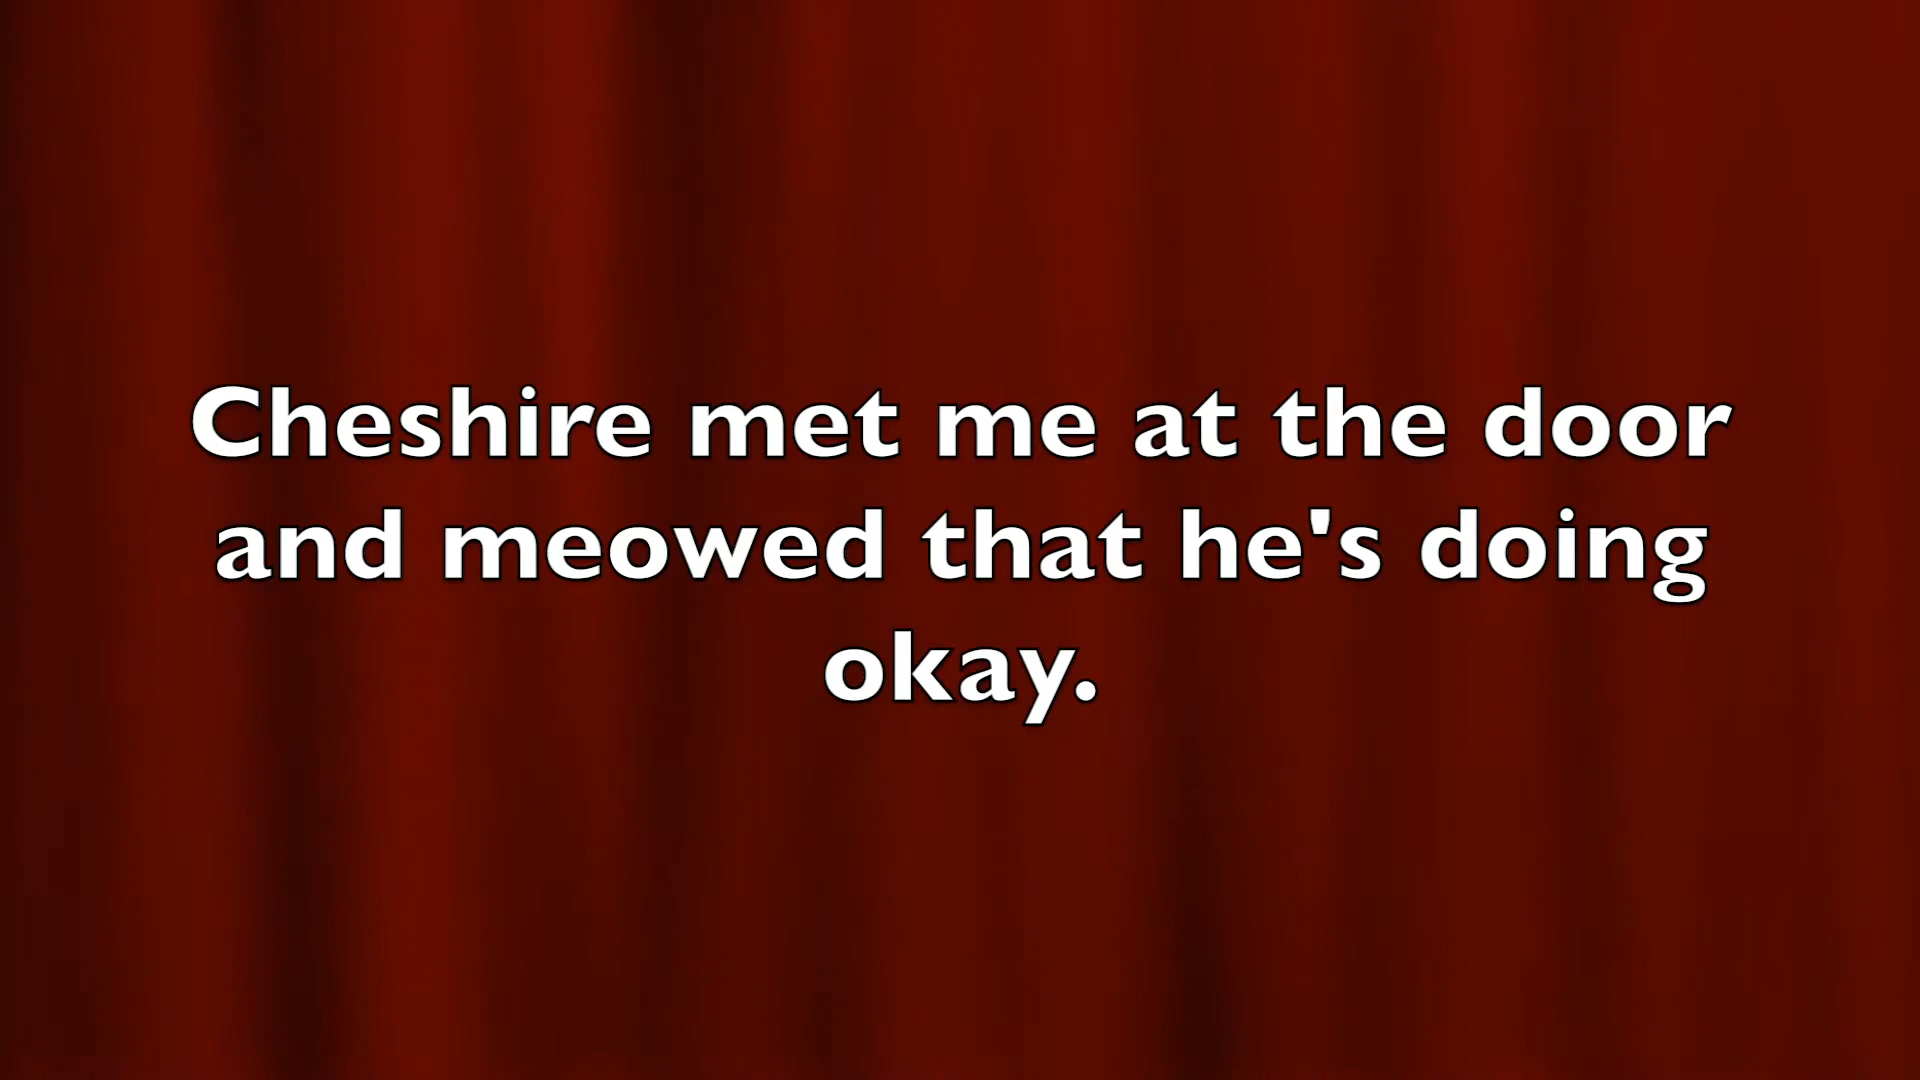 Cheshire met me at the door
and meowed that he's doing
okay.